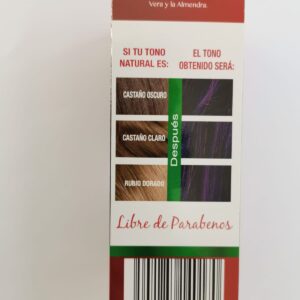 Vera y la Almendra
SI TU TONO
NATURAL ES:
EL TONO
OBTENIDO SERÁ:
CASTAÑO OSCURO
CASTAÑO CLARO
RUBIO DORADO
Después
Libre de Parabenos